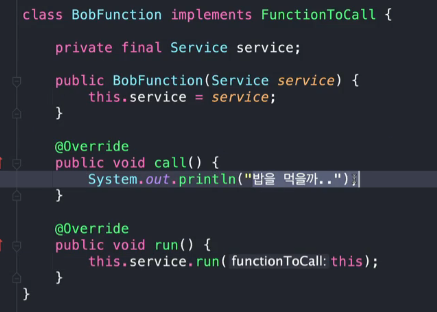 class BobFunction implements FunctionToCall {
private final Service service;
public BobFunction(Service service) {
this.service = service;
}
@Override
public void call() {
System.out.println("밥을 먹을까..");
}
@Override
public void run() {
this.service.run( functionToCall: this);
}
}